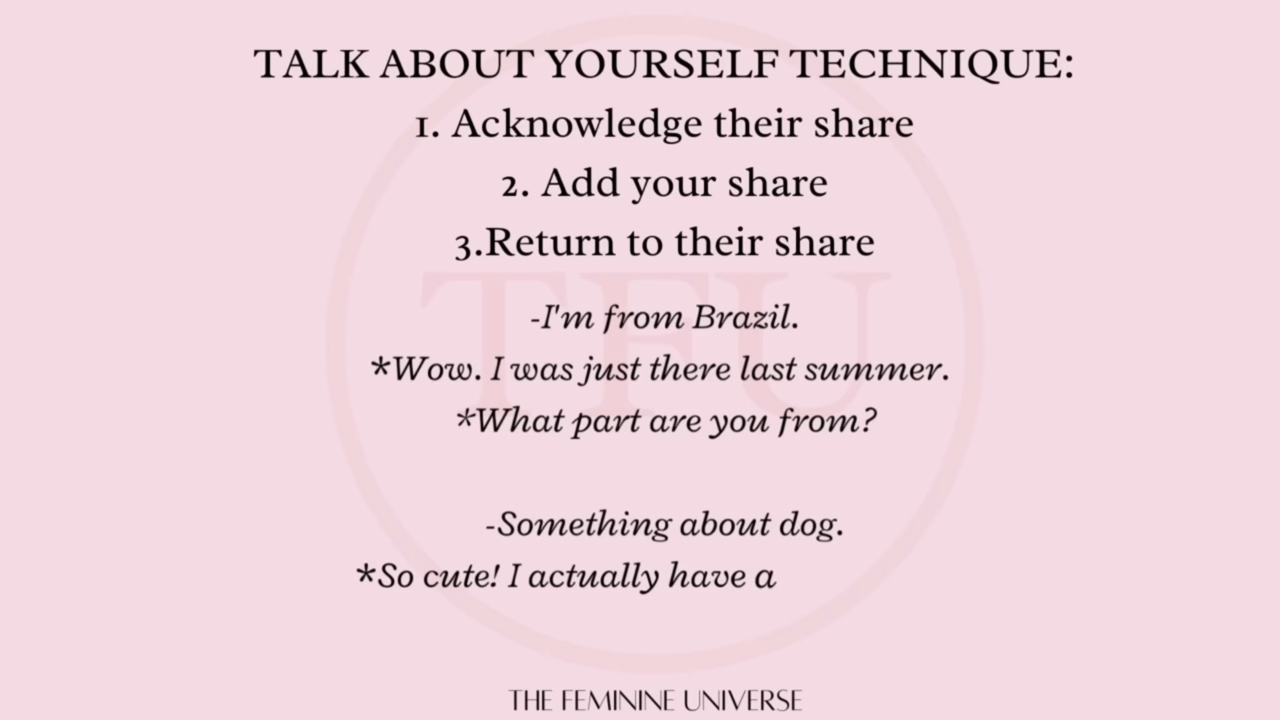 TALK ABOUT YOURSELF TECHNIQUE:
1. Acknowledge their share
2. Add your share
3.Return to their share
-I'm from Brazil.
*Wow. I was just there last summer.
*What part are you from?
-Something about dog.
*So cute! I actually have a
TFU
THE FEMININE UNIVERSE